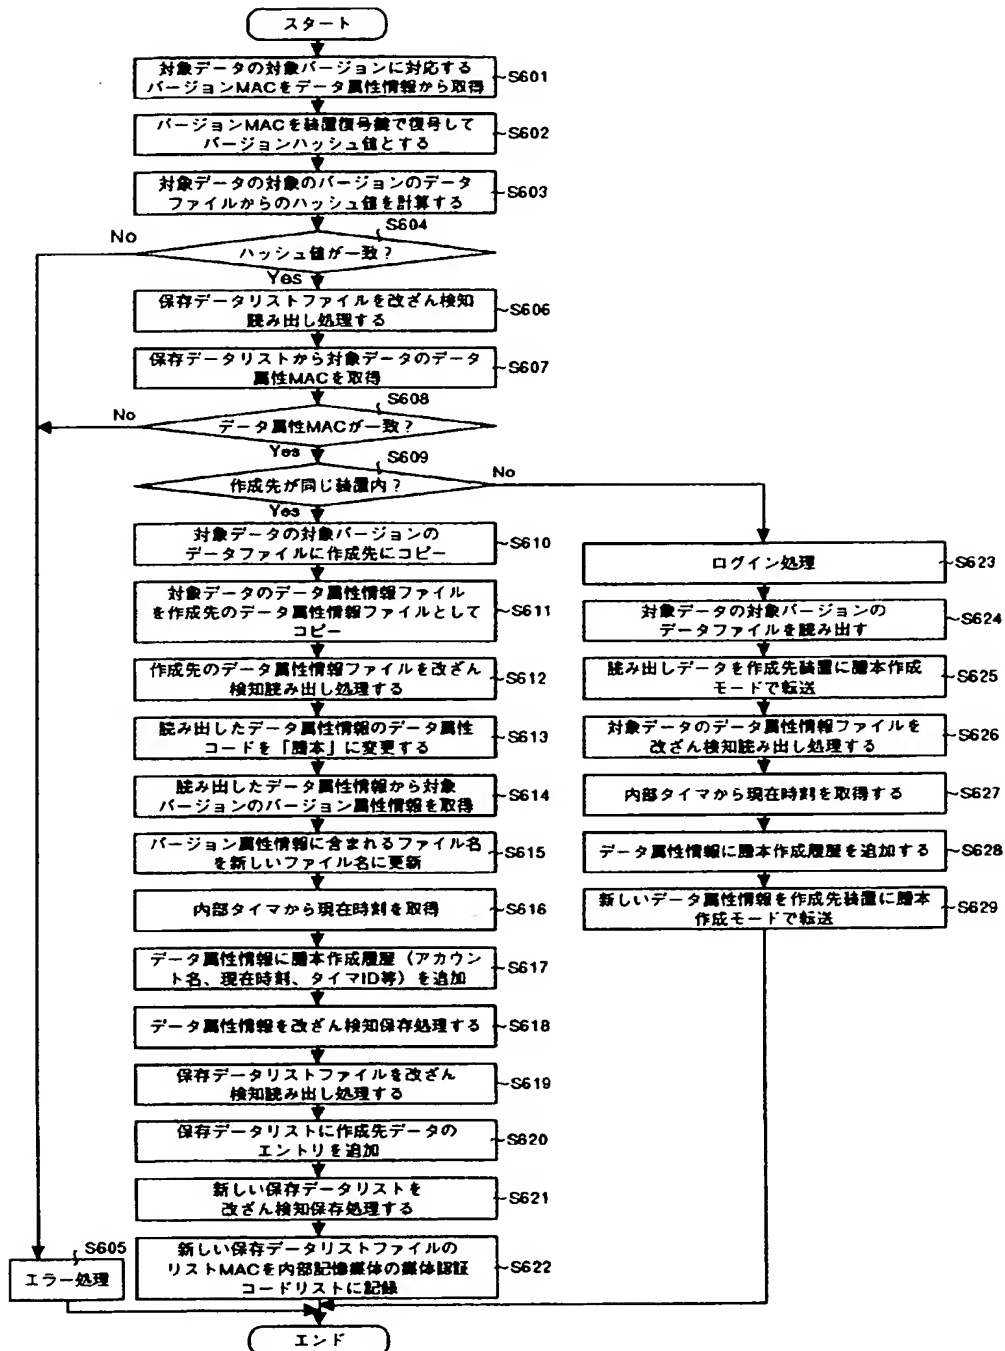 スタート
対象データの対象バージョンに対応する
バージョンMACをデータ属性情報から取得
S601
バージョンMACを装置復号鍵で復号して
バージョンハッシュ値とする
S602
対象データの対象のバージョンのデータ
ファイルからのハッシュ値を計算する
S603
S604
No
ハッシュ値が一致?
Yes
保存データリストファイルを改ざん検知
読み出し処理する
S606
保存データリストから対象データのデータ
属性MACを取得
S607
S608
No
データ属性MACが一致?
Yes
S609
No
作成先が同じ装置内?
Yes
対象データの対象バージョンの
データファイルに作成先にコピー
S610
対象データのデータ属性情報ファイル
を作成先のデータ属性情報ファイルとして
コピー
S611
作成先のデータ属性情報ファイルを改ざん
検知読み出し処理する
S612
読み出したデータ属性情報のデータ属性
コードを「謄本」に変更する
S613
読み出したデータ属性情報から対象
バージョンのバージョン属性情報を取得
S614
バージョン属性情報に含まれるファイル名
を新しいファイル名に更新
S615
内部タイマから現在時刻を取得
S616
データ属性情報に謄本作成履歴(アカウント
名、現在時刻、タイマID等)を追加
S617
データ属性情報を改ざん検知保存処理する
S618
保存データリストファイルを改ざん
検知読み出し処理する
S619
保存データリストに作成先データの
エントリを追加
S620
新しい保存データリストを
改ざん検知保存処理する
S621
新しい保存データリストファイルの
リストMACを内部記憶媒体の媒体認証
コードリストに記録
S622
ログイン処理
S623
対象データの対象バージョンの
データファイルを読み出す
S624
読み出しデータを作成先装置に謄本作成
モードで転送
S625
対象データのデータ属性情報ファイルを
改ざん検知読み出し処理する
S626
内部タイマから現在時刻を取得する
S627
データ属性情報に謄本作成履歴を追加する
S628
新しいデータ属性情報を作成先装置に謄本
作成モードで転送
S629
S605
エラー処理
エンド